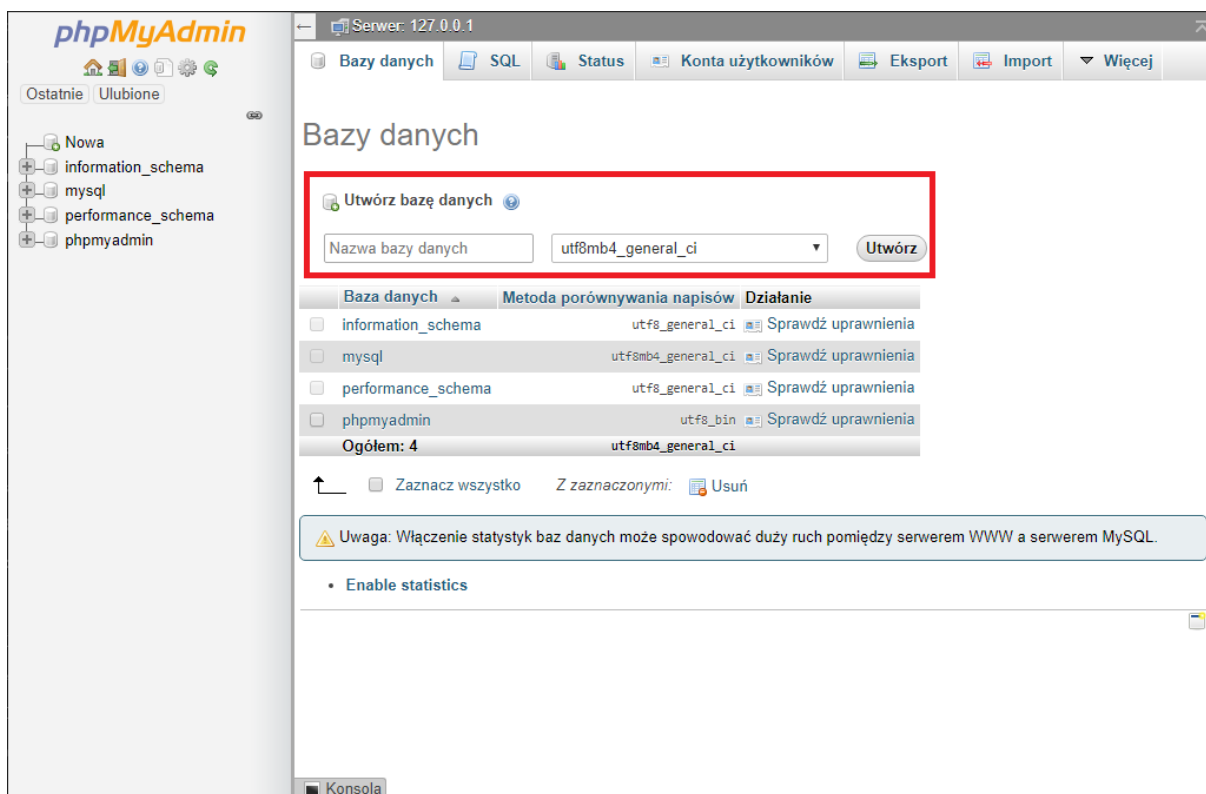 phpMyAdmin
Ostatnie Ulubione
Nowa
information_schema
mysql
performance_schema
phpmyadmin
Serwer: 127.0.0.1
Bazy danych SQL Status Konta użytkowników Eksport Import Więcej
Bazy danych
Utwórz bazę danych
Nazwa bazy danych utf8mb4_general_ci Utwórz
Baza danych Metoda porównywania napisów Działanie
information_schema utf8_general_ci Sprawdź uprawnienia
mysql utf8mb4_general_ci Sprawdź uprawnienia
performance_schema utf8_general_ci Sprawdź uprawnienia
phpmyadmin utf8_bin Sprawdź uprawnienia
Ogółem: 4 utf8mb4_general_ci
Zaznacz wszystko Z zaznaczonymi: Usuń
Uwaga: Włączenie statystyk baz danych może spowodować duży ruch pomiędzy serwerem WWW a serwerem MySQL.
• Enable statistics
Konsola